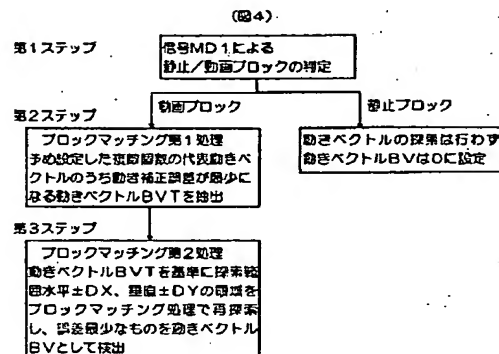 (図4)
第1ステップ
信号MD1による
静止/動画ブロックの判定
動画ブロック
静止ブロック
第2ステップ
ブロックマッチング第1処理
予め設定した複数個数の代表動きベ
クトルのうち動き補正誤差が最少に
なる動きベクトルBVTを抽出
動きベクトルの探索は行わず
動きベクトルBVは0に設定
第3ステップ
ブロックマッチング第2処理
動きベクトルBVTを基準に探索範
囲水平±DX、垂直±DYの領域を
ブロックマッチング処理で再探索
し、誤差最少なものを動きベクトル
BVとして検出